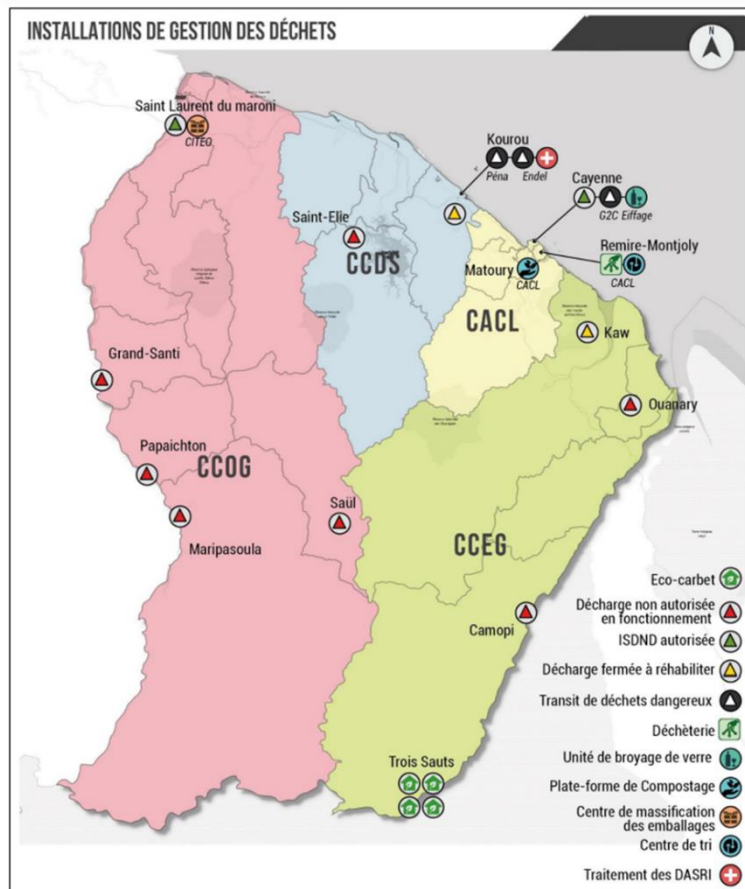 INSTALLATIONS DE GESTION DES DÉCHETS
N
Saint Laurent du maroni
CITEO
Kourou
Péna
Endel
Cayenne
G2C Eiffage
Saint-Elie
Remire-Montjoly
CACL
CCDS
Matoury
CACL
CACL
Kaw
Grand-Santi
Ouanary
Papaichton
CCOG
Saül
Maripasoula
CCEG
Camopi
Trois Sauts
Eco-carbet
Décharge non autorisée
en fonctionnement
ISDND autorisée
Décharge fermée à réhabiliter
Transit de déchets dangereux
Déchèterie
Unité de broyage de verre
Plate-forme de Compostage
Centre de massification
des emballages
Centre de tri
Traitement des DASRI